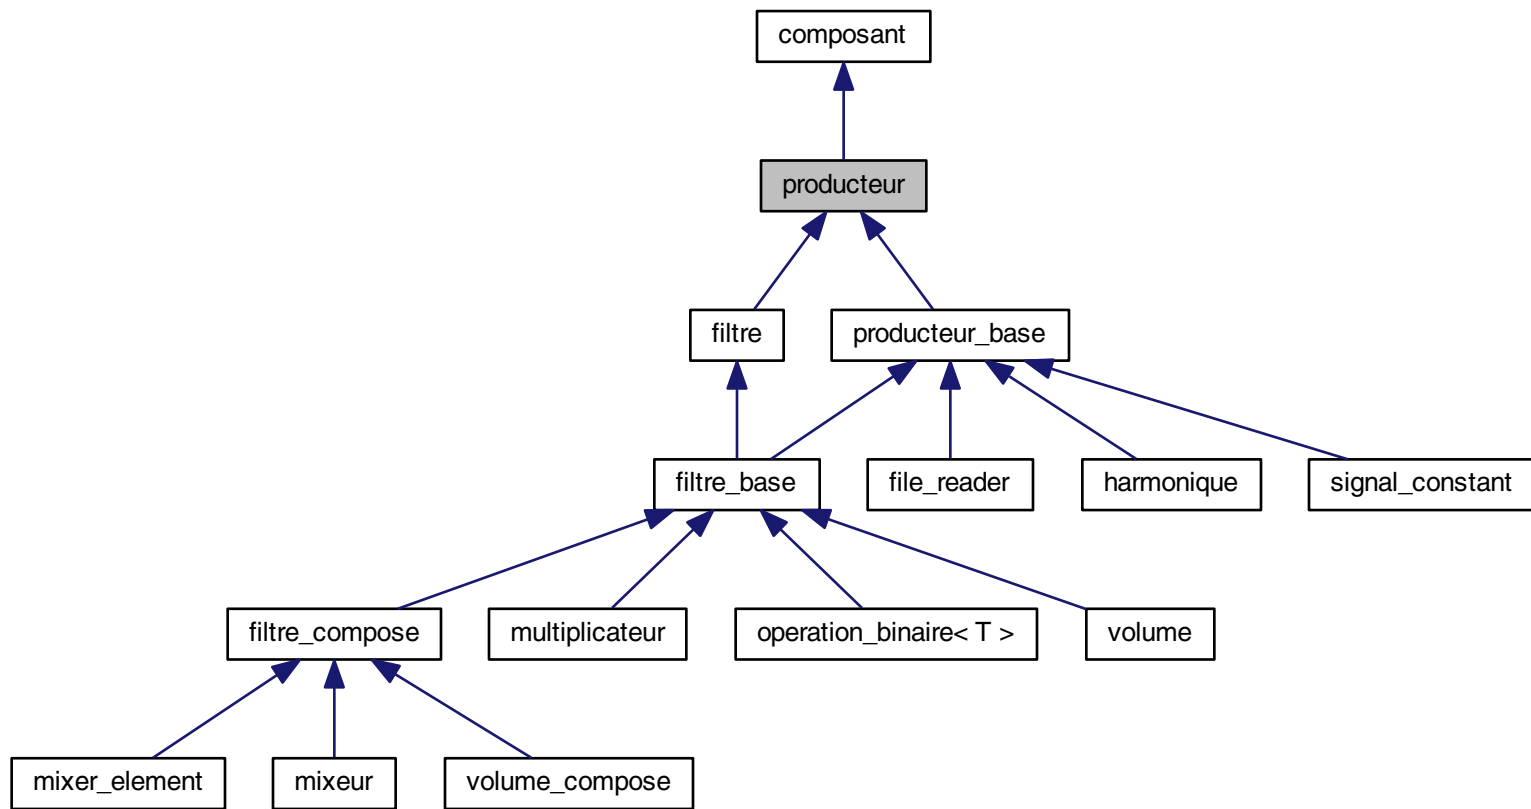 composant
producteur
filtre
producteur_base
filtre_base
file_reader
harmonique
signal_constant
filtre_compose
multiplicateur
operation_binaire< T >
volume
mixer_element
mixeur
volume_compose